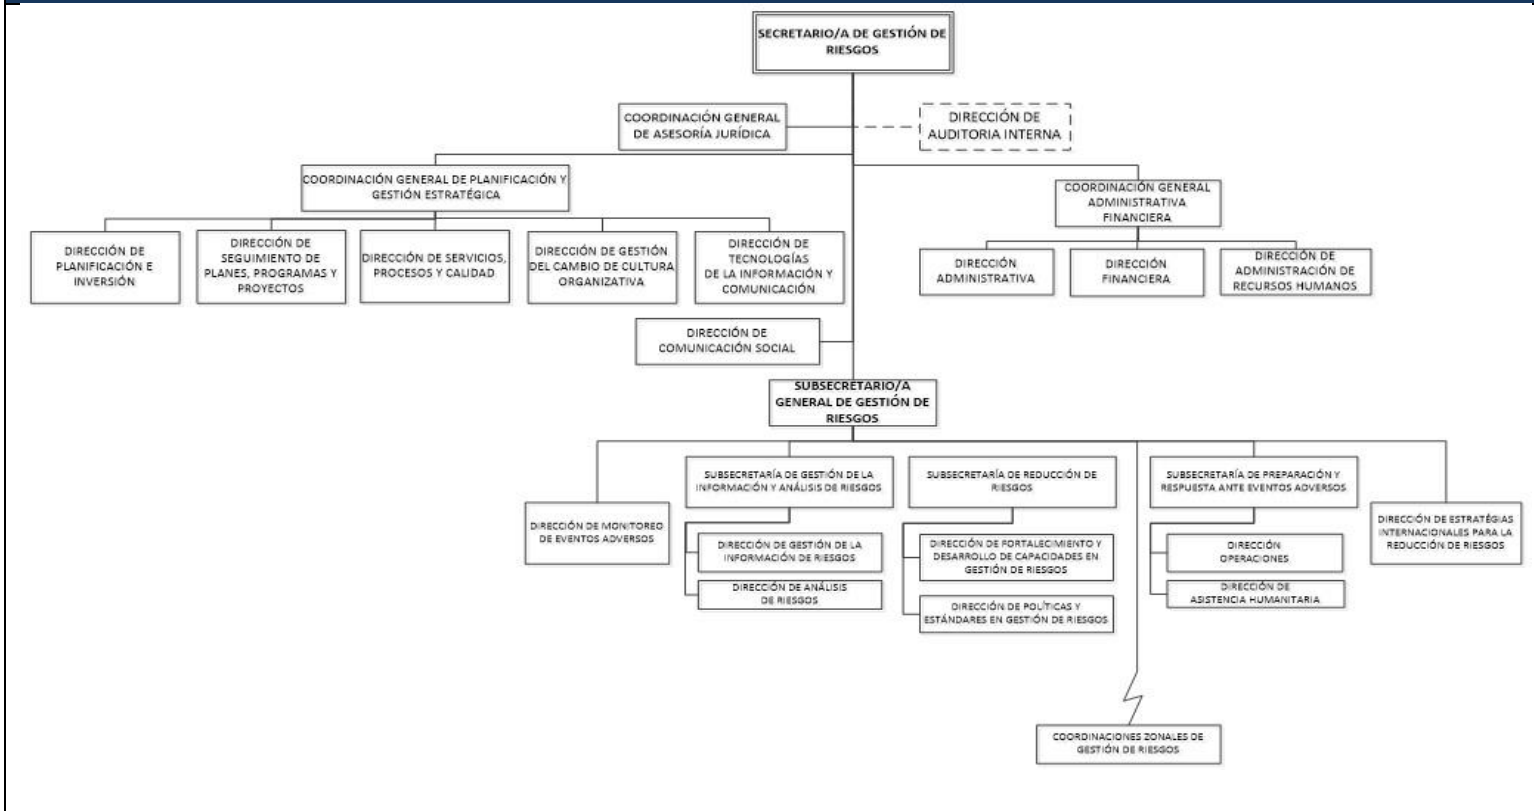 SECRETARIO/A DE GESTIÓN DE
RIESGOS
COORDINACIÓN GENERAL
DE ASESORÍA JURÍDICA
DIRECCIÓN DE
AUDITORIA INTERNA
COORDINACIÓN GENERAL DE PLANIFICACIÓN Y
GESTIÓN ESTRATÉGICA
COORDINACIÓN GENERAL
ADMINISTRATIVA
FINANCIERA
DIRECCIÓN DE
PLANIFICACIÓN E
INVERSIÓN
DIRECCIÓN DE
SEGUIMIENTO DE
PLANES, PROGRAMAS Y
PROYECTOS
DIRECCIÓN DE SERVICIOS,
PROCESOS Y CALIDAD
DIRECCIÓN DE GESTIÓN
DEL CAMBIO DE CULTURA
ORGANIZATIVA
DIRECCIÓN DE
TECNOLOGÍAS
DE LA INFORMACIÓN Y
COMUNICACIÓN
DIRECCIÓN
ADMINISTRATIVA
DIRECCIÓN
FINANCIERA
DIRECCIÓN DE
ADMINISTRACIÓN DE
RECURSOS HUMANOS
DIRECCIÓN DE
COMUNICACIÓN SOCIAL
SUBSECRETARIO/A
GENERAL DE GESTIÓN DE
RIESGOS
DIRECCIÓN DE MONITOREO
DE EVENTOS ADVERSOS
SUBSECRETARÍA DE GESTIÓN DE LA
INFORMACIÓN Y ANÁLISIS DE RIESGOS
DIRECCIÓN DE GESTIÓN DE LA
INFORMACIÓN DE RIESGOS
DIRECCIÓN DE ANÁLISIS
DE RIESGOS
SUBSECRETARÍA DE REDUCCIÓN DE
RIESGOS
DIRECCIÓN DE FORTALECIMIENTO Y
DESARROLLO DE CAPACIDADES EN
GESTIÓN DE RIESGOS
DIRECCIÓN DE POLÍTICAS Y
ESTÁNDARES EN GESTIÓN DE RIESGOS
SUBSECRETARÍA DE PREPARACIÓN Y
RESPUESTA ANTE EVENTOS ADVERSOS
DIRECCIÓN
OPERACIONES
DIRECCIÓN DE
ASISTENCIA HUMANITARIA
DIRECCIÓN DE ESTRATÉGIAS
INTERNACIONALES PARA LA
REDUCCIÓN DE RIESGOS
COORDINACIONES ZONALES DE
GESTIÓN DE RIESGOS